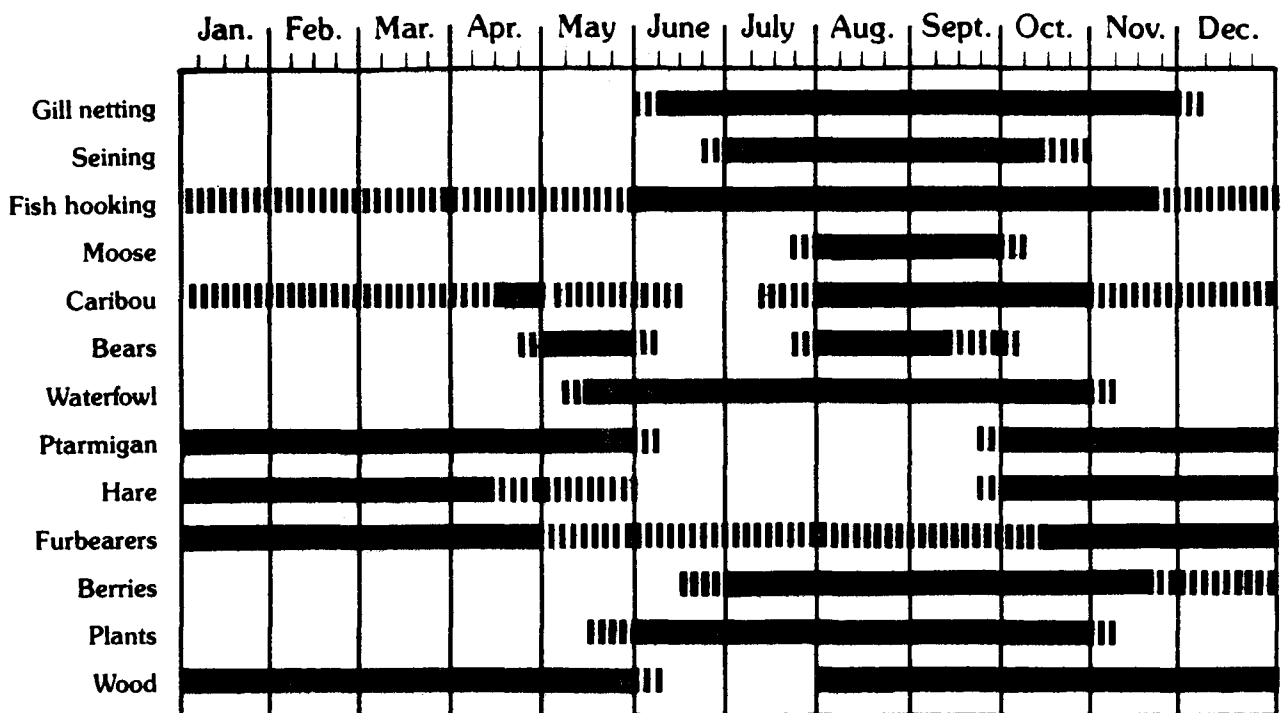 Jan. Feb. Mar. Apr. May June July Aug. Sept. Oct. Nov. Dec.
Gill netting
Seining
Fish hooking
Moose
Caribou
Bears
Waterfowl
Ptarmigan
Hare
Furbearers
Berries
Plants
Wood